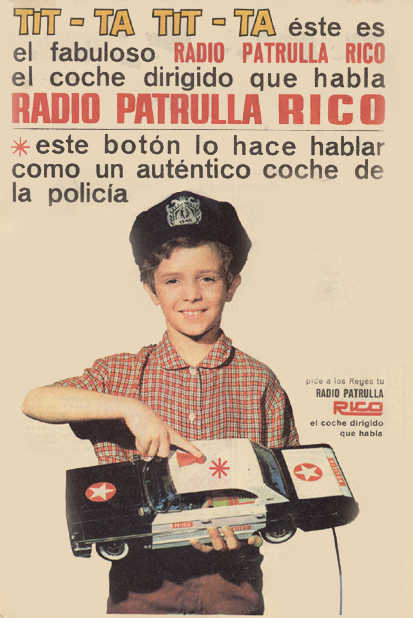 TIT - TA TIT - TA éste es
el fabuloso RADIO PATRULLA RICO
el coche dirigido que habla
RADIO PATRULLA RICO
*este botón lo hace hablar
como un auténtico coche de
la policía
pide a los Reyes tu
RADIO PATRULLA
RICO
el coche dirigido
que habla